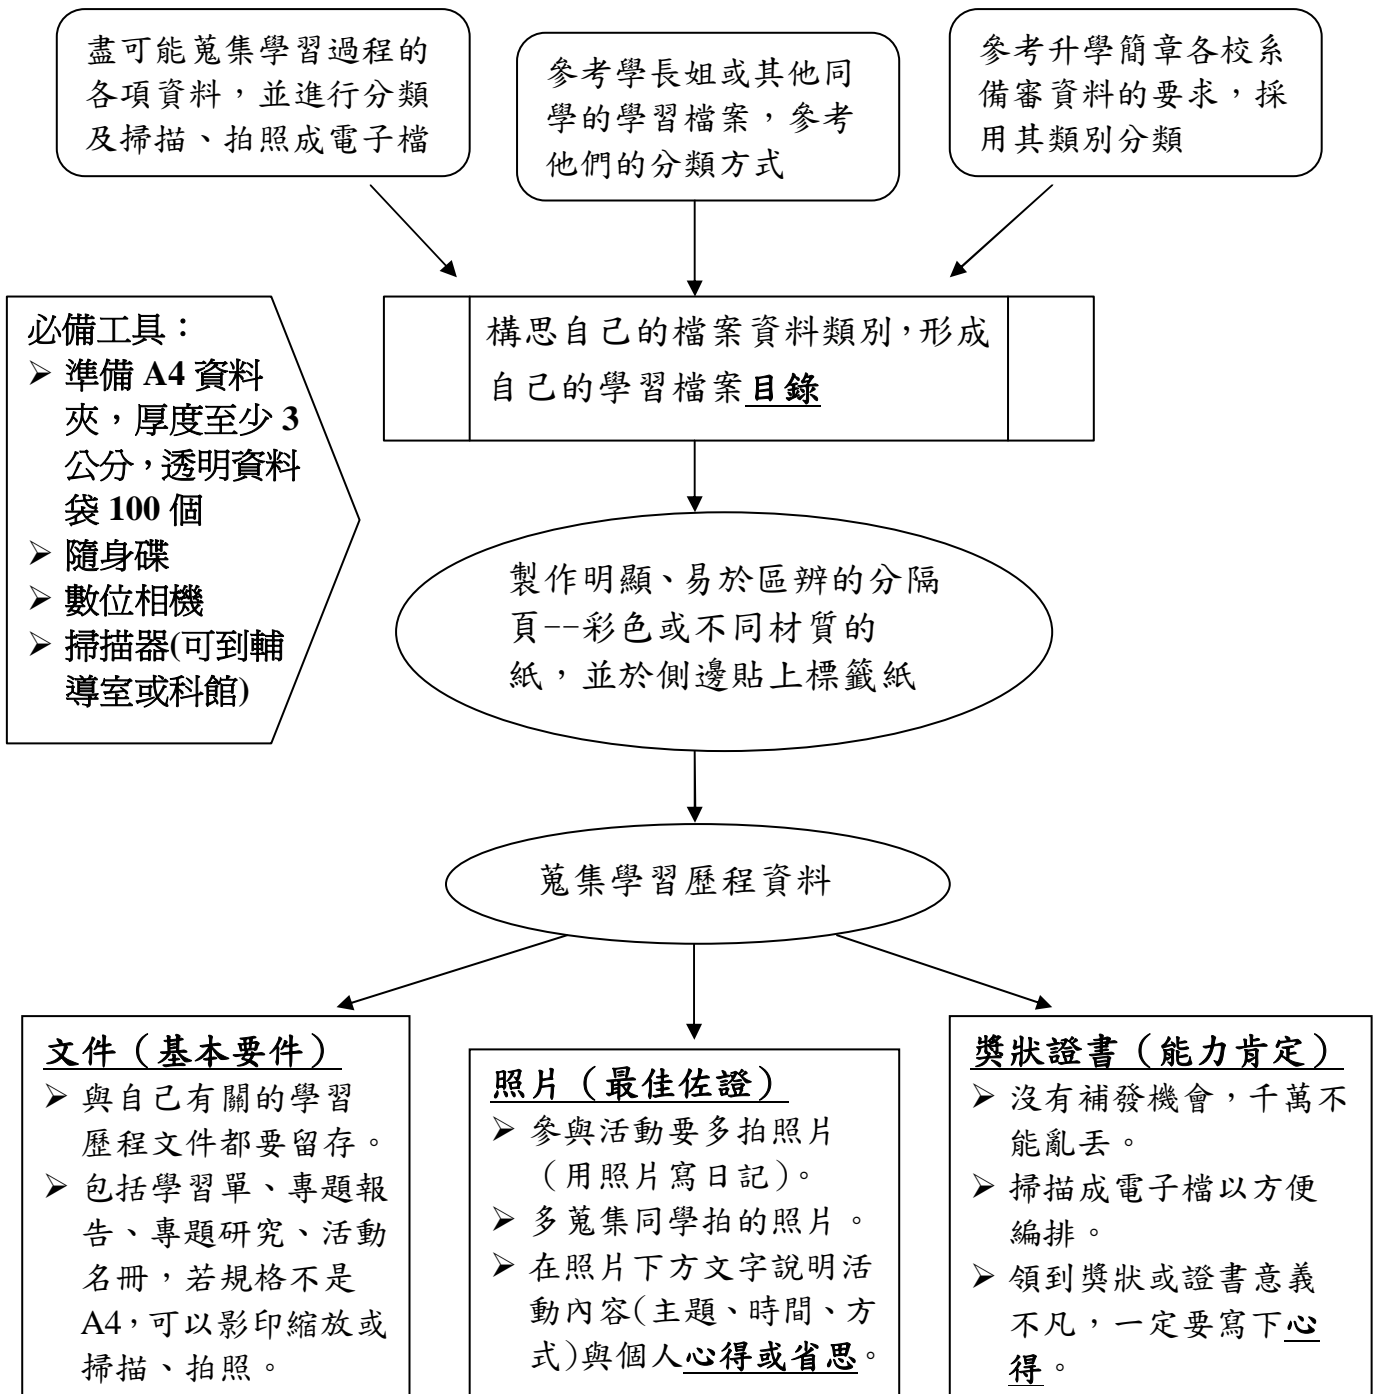 盡可能蒐集學習過程的
各項資料，並進行分類
及掃描、拍照成電子檔
參考學長姐或其他同
學的學習檔案，參考
他們的分類方式
參考升學簡章各校系
備審資料的要求，採
用其類別分類
必備工具：
➢ 準備 A4 資料
夾，厚度至少 3
公分，透明資料
袋 100 個
➢ 隨身碟
➢ 數位相機
➢ 掃描器(可到輔
導室或科館)
構思自己的檔案資料類別，形成
自己的學習檔案目錄
製作明顯、易於區辨的分隔
頁--彩色或不同材質的
紙，並於側邊貼上標籤紙
蒐集學習歷程資料
文件（基本要件）
➢ 與自己有關的學習
歷程文件都要留存。
➢ 包括學習單、專題報
告、專題研究、活動
名冊，若規格不是
A4，可以影印縮放或
掃描、拍照。
照片（最佳佐證）
➢ 參與活動要多拍照片
（用照片寫日記）。
➢ 多蒐集同學拍的照片。
➢ 在照片下方文字說明活
動內容(主題、時間、方
式)與個人心得或省思。
獎狀證書（能力肯定）
➢ 沒有補發機會，千萬不
能亂丟。
➢ 掃描成電子檔以方便
編排。
➢ 領到獎狀或證書意義
不凡，一定要寫下心
得。